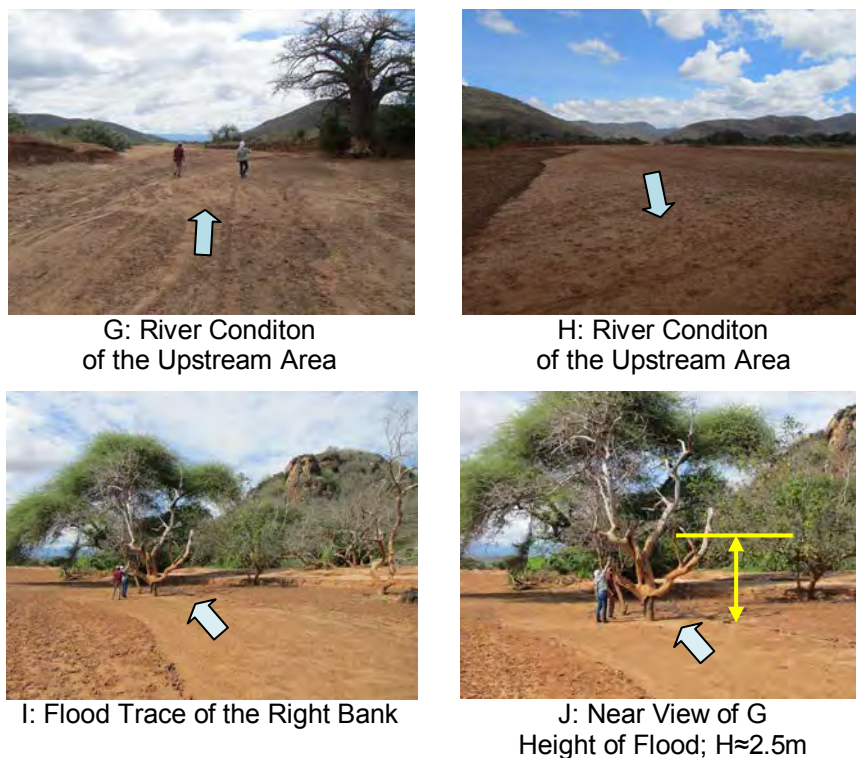 G: River Conditon
of the Upstream Area
H: River Conditon
of the Upstream Area
I: Flood Trace of the Right Bank
J: Near View of G
Height of Flood; H≈2.5m